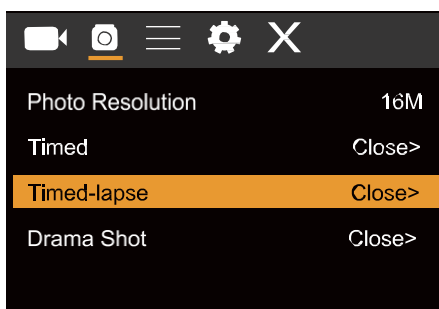 Photo Resolution 16M
Timed Close>
Timed-lapse Close>
Drama Shot Close>